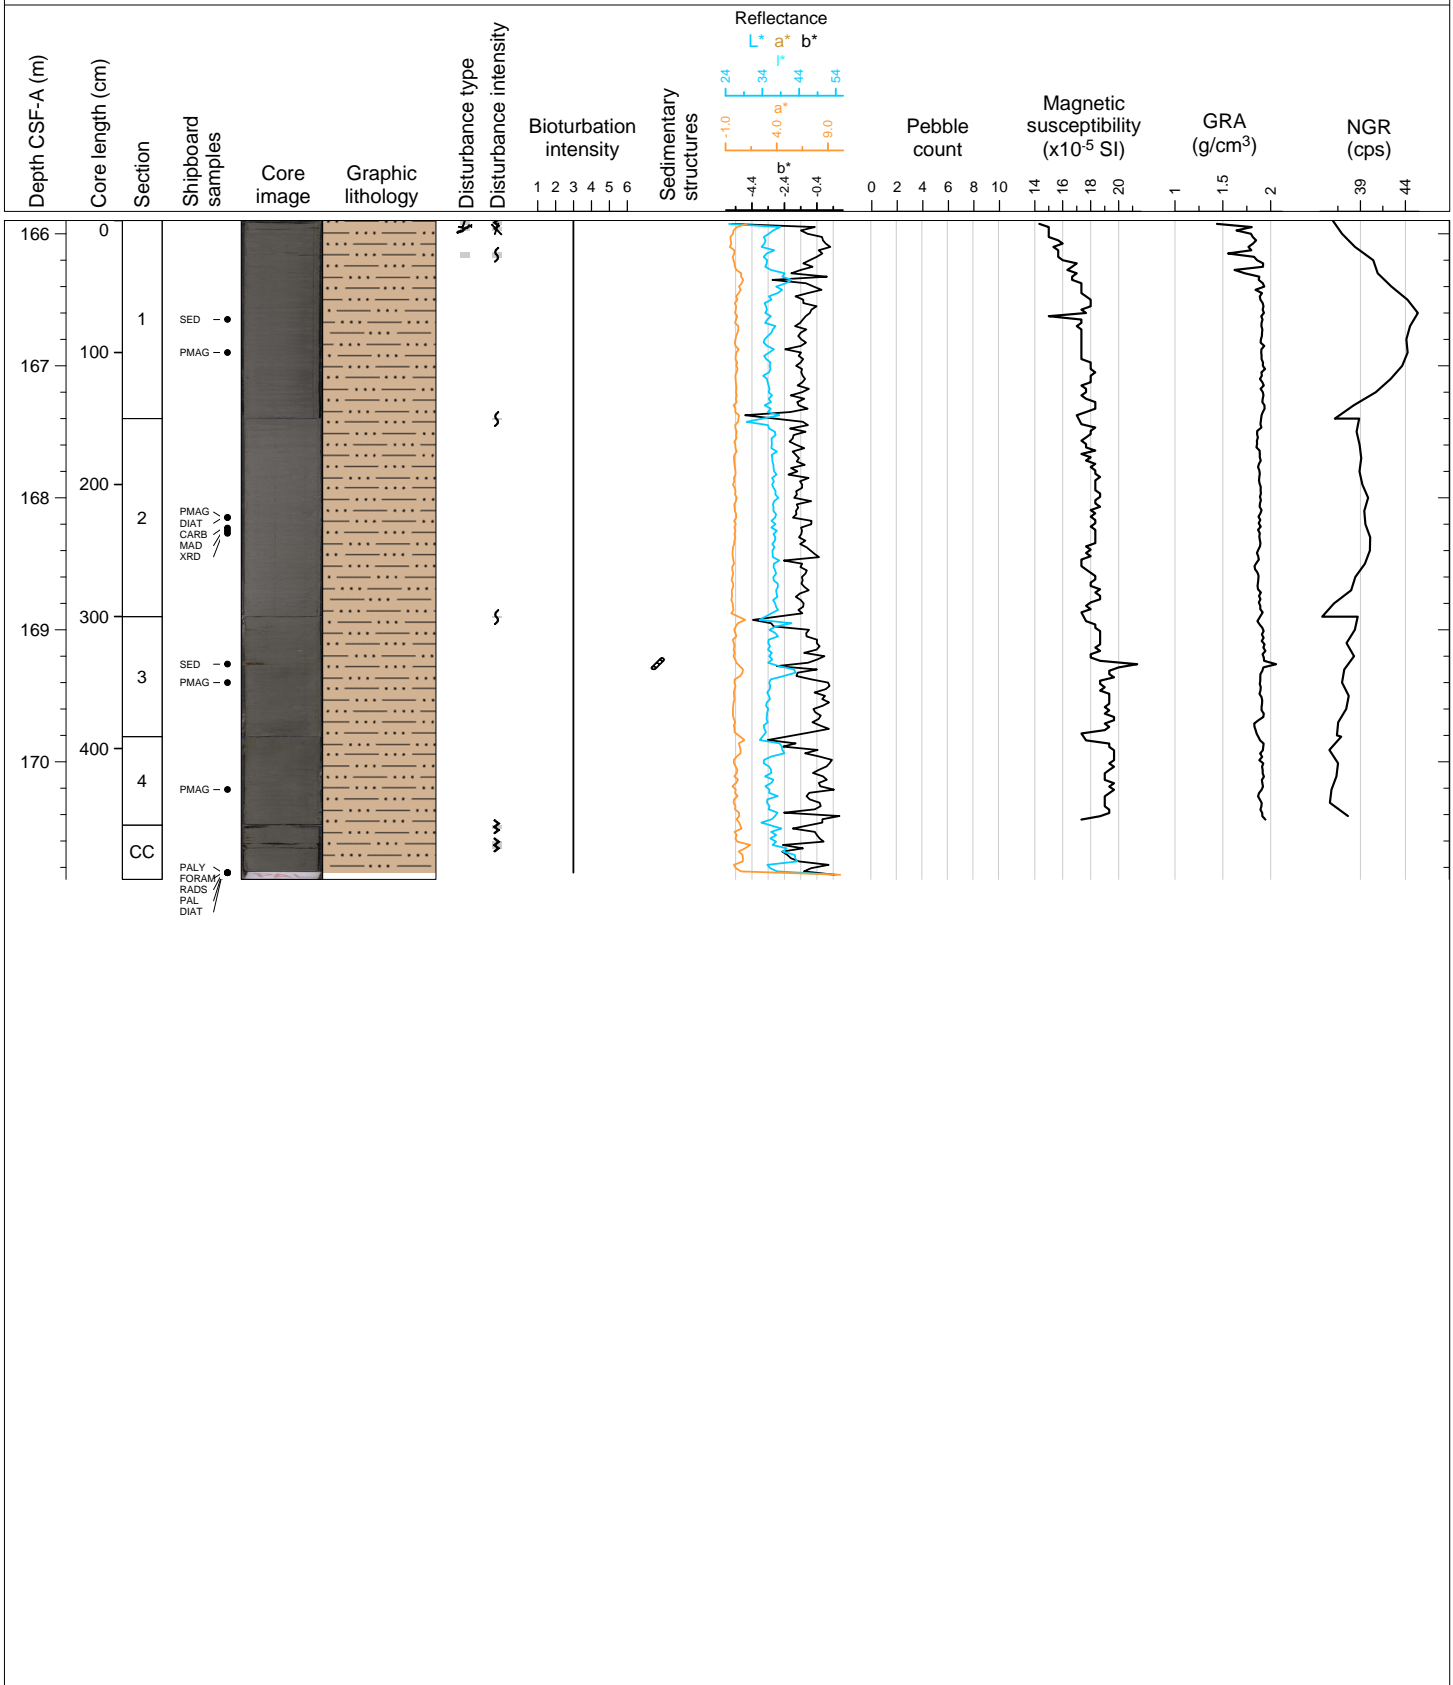 Depth CSF-A (m)
Core length (cm)
Section
Shipboard
samples
Core
image
Graphic
lithology
Disturbance type
Disturbance intensity
Bioturbation
intensity
1 2 3 4 5 6
Sedimentary
structures
Reflectance
L* a* b*
l*
24 34 44 54
a*
-1.0 4.0 9.0
b*
-4.4 -2.4 -0.4
Pebble
count
0 2 4 6 8 10
Magnetic
susceptibility
(x10-5 SI)
14 16 18 20
GRA
(g/cm3)
1 1.5 2
NGR
(cps)
39 44
166
0
1
SED
100
PMAG
167
200
168
2
PMAG
DIAT
CARB
MAD
XRD
300
169
3
SED
PMAG
400
170
4
PMAG
CC
PALY
FORAM
RADS
PAL
DIAT